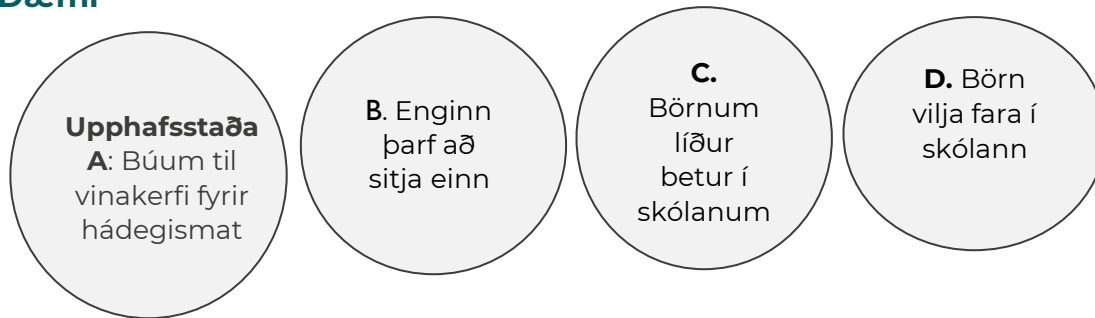 Dæmi
Upphafsstaða
A: Búum til
vinakerfi fyrir
hádegismat
B. Enginn
þarf að
sitja einn
C.
Börnum
líður
betur í
skólanum
D. Börn
vilja fara í
skólann